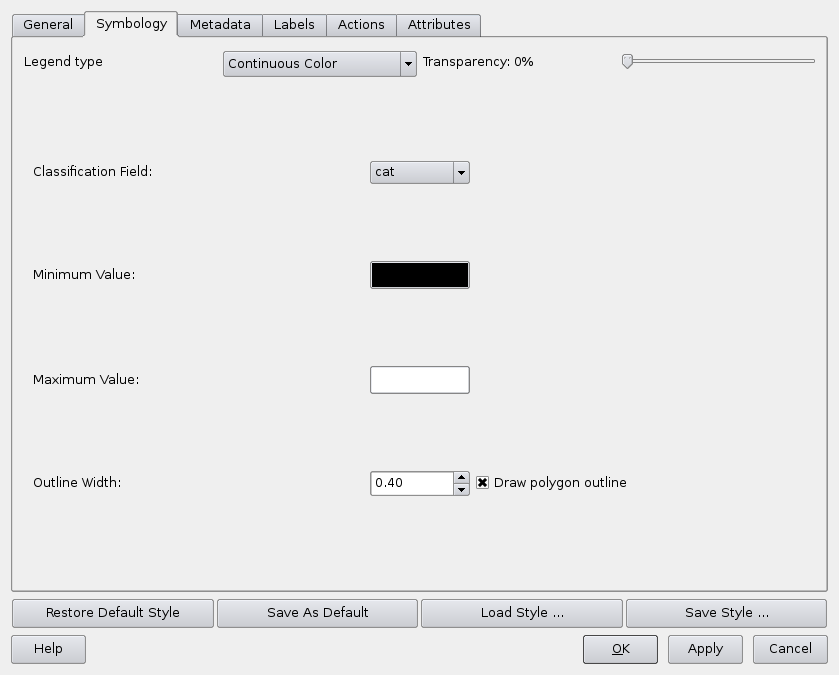 General Symbology Metadata Labels Actions Attributes
Legend type Continuous Color Transparency: 0%
Classification Field: cat
Minimum Value:
Maximum Value:
Outline Width: 0.40 Draw polygon outline
Restore Default Style Save As Default Load Style ... Save Style ...
Help OK Apply Cancel